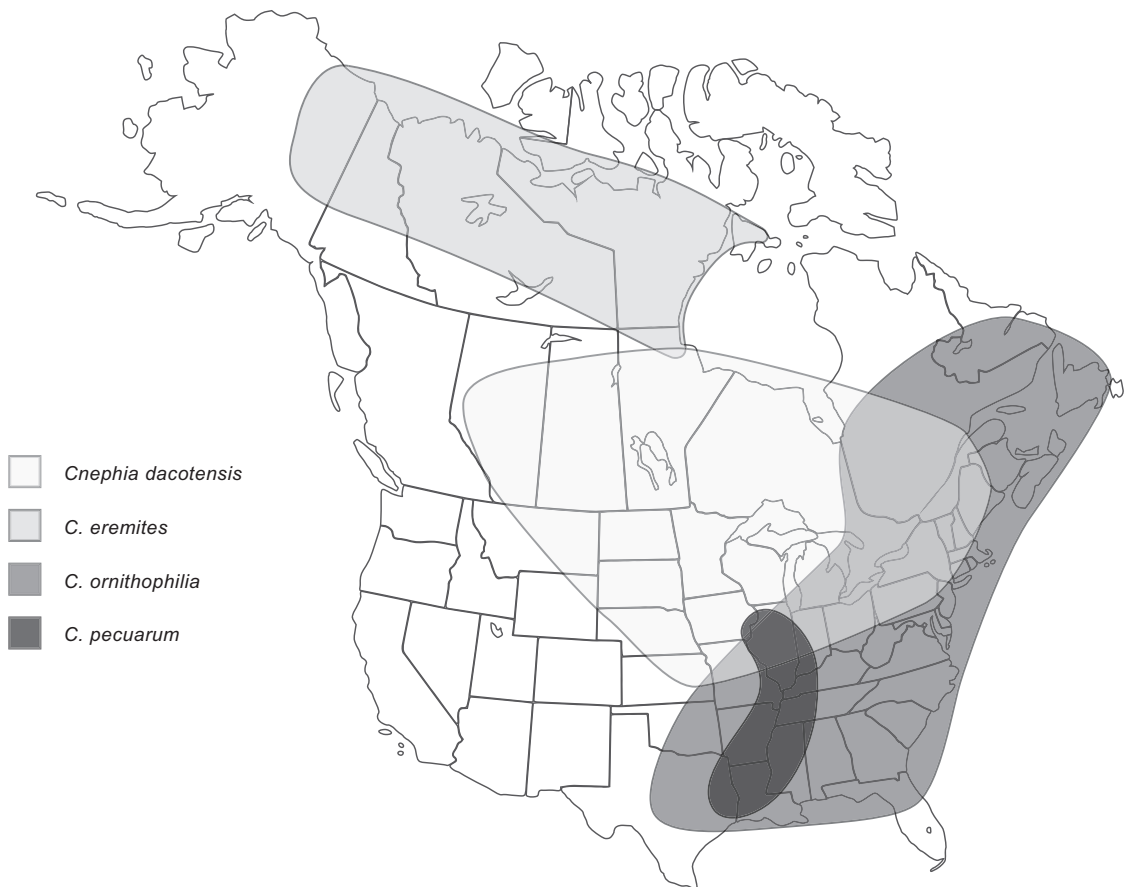 Cnephia dacotensis
C. eremites
C. ornithophilia
C. pecuarum